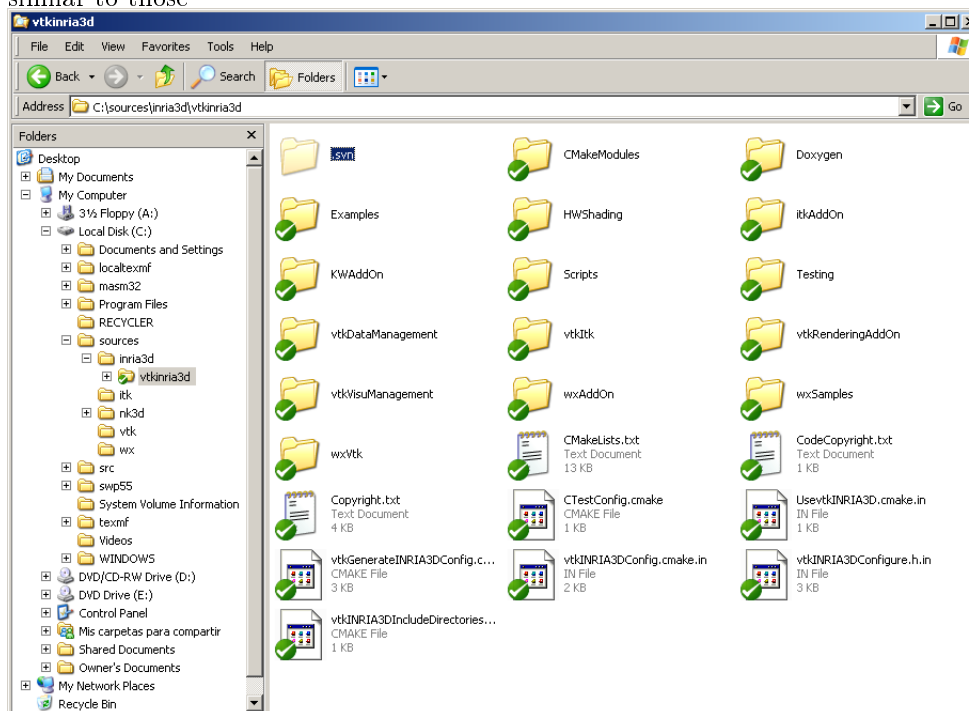 similar to those
vtkinria3d
File Edit View Favorites Tools Help
Back Search Folders
Address C:\sources\inria3d\vtkinria3d Go
Folders
Desktop
My Documents
My Computer
3½ Floppy (A:)
Local Disk (C:)
Documents and Settings
localtexmf
masm32
Program Files
RECYCLER
sources
inria3d
vtkinria3d
itk
nk3d
vtk
wx
src
swp55
System Volume Information
texmf
Videos
WINDOWS
DVD/CD-RW Drive (D:)
DVD Drive (E:)
Control Panel
Mis carpetas para compartir
Shared Documents
Owner's Documents
My Network Places
Recycle Bin
.svn
CMakeModules
Doxygen
Examples
HWShading
itkAddOn
KWAddOn
Scripts
Testing
vtkDataManagement
vtkItk
vtkRenderingAddOn
vtkVisuManagement
wxAddOn
wxSamples
wxVtk
CMakeLists.txt
Text Document
13 KB
CodeCopyright.txt
Text Document
1 KB
Copyright.txt
Text Document
4 KB
CTestConfig.cmake
CMAKE File
1 KB
UsevtkINRIA3D.cmake.in
IN File
1 KB
vtkGenerateINRIA3DConfig.c...
CMAKE File
3 KB
vtkINRIA3DConfig.cmake.in
IN File
2 KB
vtkINRIA3DConfigure.h.in
IN File
3 KB
vtkINRIA3DIncludeDirectories...
CMAKE File
1 KB